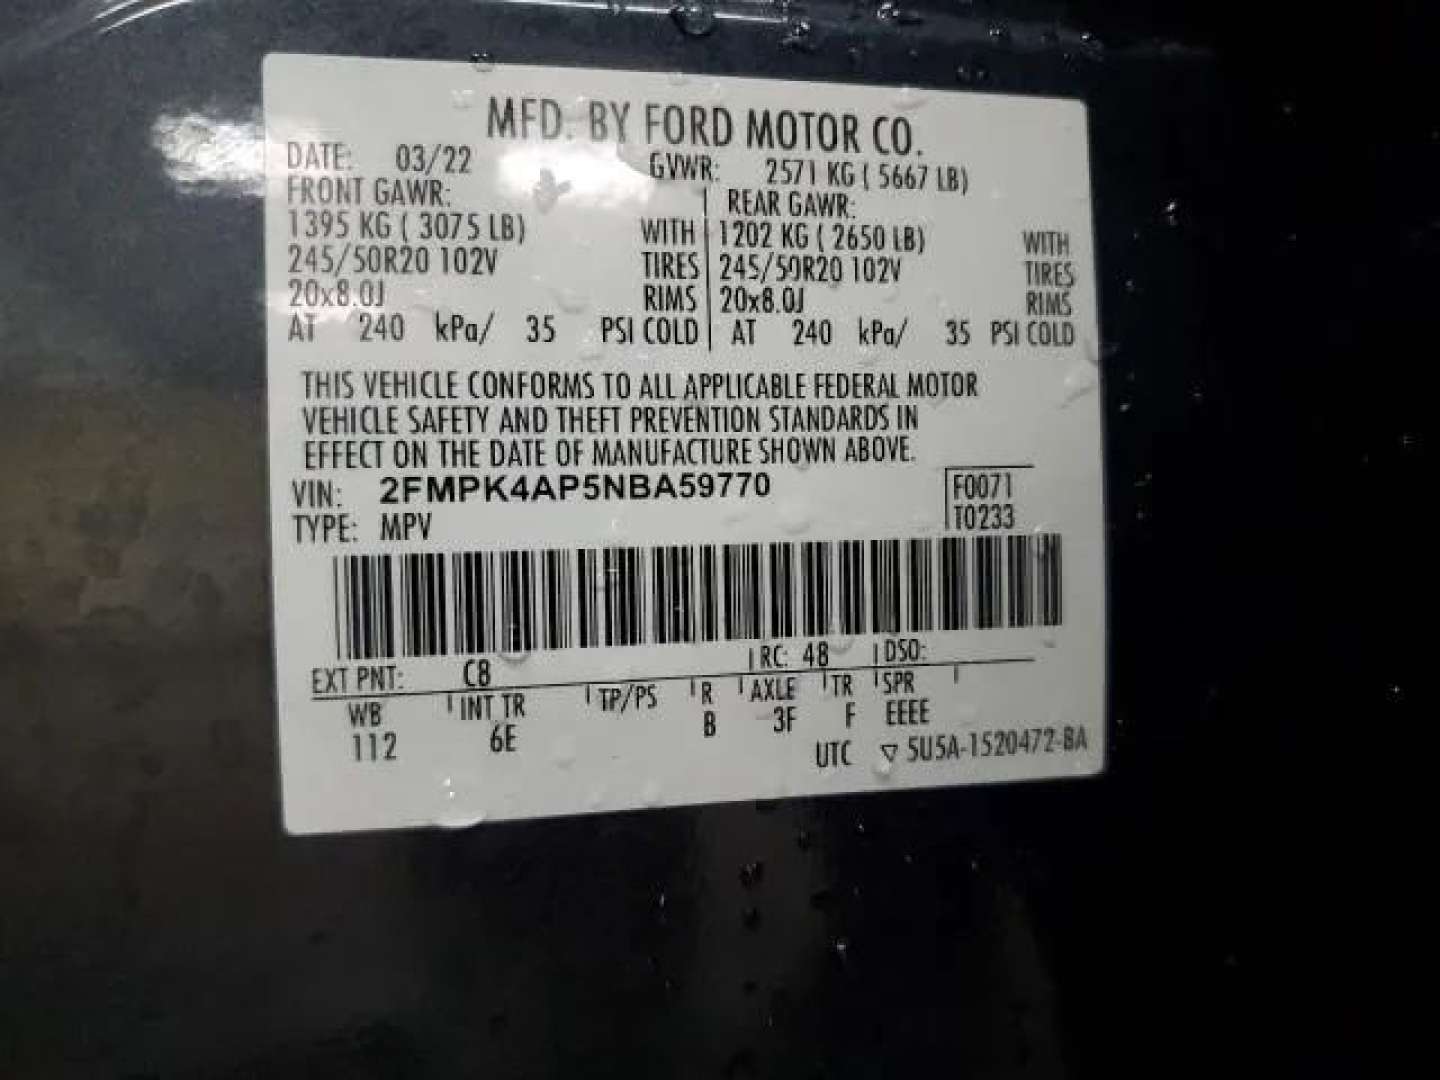 MFD. BY FORD MOTOR CO.
DATE: 03/22 GVWR: 2571 KG ( 5667 LB)
FRONT GAWR: REAR GAWR:
1395 KG ( 3075 LB) WITH 1202 KG ( 2650 LB) WITH
245/50R20 102V TIRES 245/50R20 102V TIRES
20x8.0J RIMS 20x8.0J RIMS
AT 240 kPa/ 35 PSI COLD AT 240 kPa/ 35 PSI COLD
THIS VEHICLE CONFORMS TO ALL APPLICABLE FEDERAL MOTOR
VEHICLE SAFETY AND THEFT PREVENTION STANDARDS IN
EFFECT ON THE DATE OF MANUFACTURE SHOWN ABOVE.
VIN: 2FMPK4AP5NBA59770 F0071
TYPE: MPV T0233
EXT PNT: C8 RC: 48 DSO:
WB INT TR TP/PS R AXLE TR SPR
112 6E B 3F F EEEE
UTC ▽ 5U5A-1520472-BA